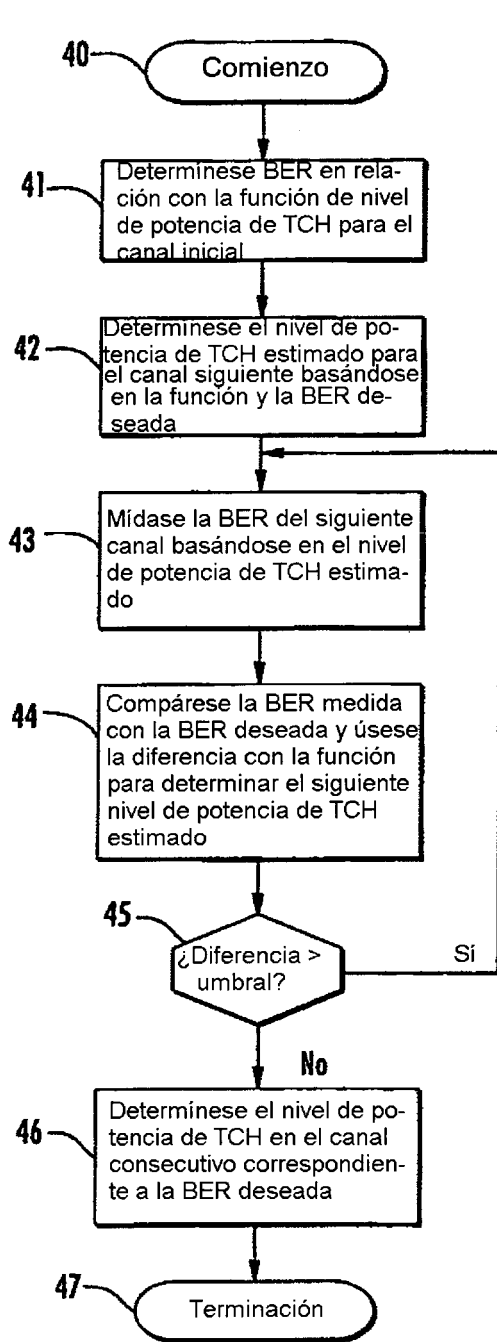 40
Comienzo
41
Determínese BER en rela-
ción con la función de nivel
de potencia de TCH para el
canal inicial
42
Determínese el nivel de po-
tencia de TCH estimado para
el canal siguiente basándose
en la función y la BER de-
seada
43
Mídase la BER del siguiente
canal basándose en el nivel
de potencia de TCH estima-
do
44
Compárese la BER medida
con la BER deseada y úsese
la diferencia con la función
para determinar el siguiente
nivel de potencia de TCH
estimado
45
¿Diferencia >
umbral?
Sí
No
46
Determínese el nivel de po-
tencia de TCH en el canal
consecutivo correspondien-
te a la BER deseada
47
Terminación